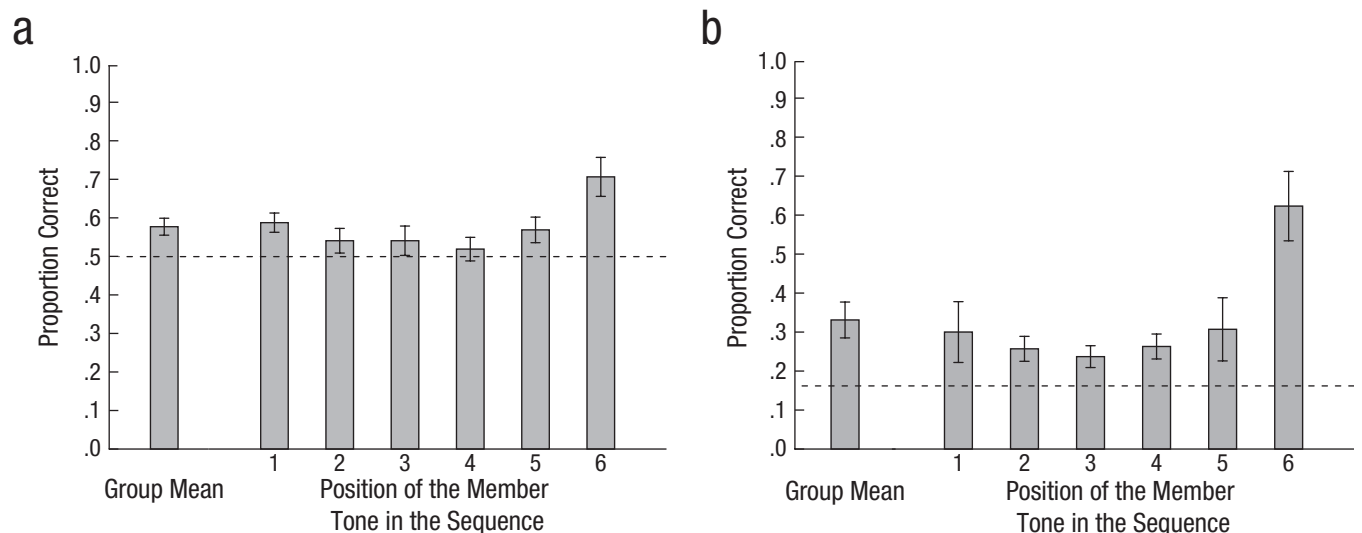 a
Proportion Correct
1.0
.9
.8
.7
.6
.5
.4
.3
.2
.1
.0
1 2 3 4 5 6
Group Mean
Position of the Member
Tone in the Sequence
b
Proportion Correct
1.0
.9
.8
.7
.6
.5
.4
.3
.2
.1
.0
1 2 3 4 5 6
Group Mean
Position of the Member
Tone in the Sequence